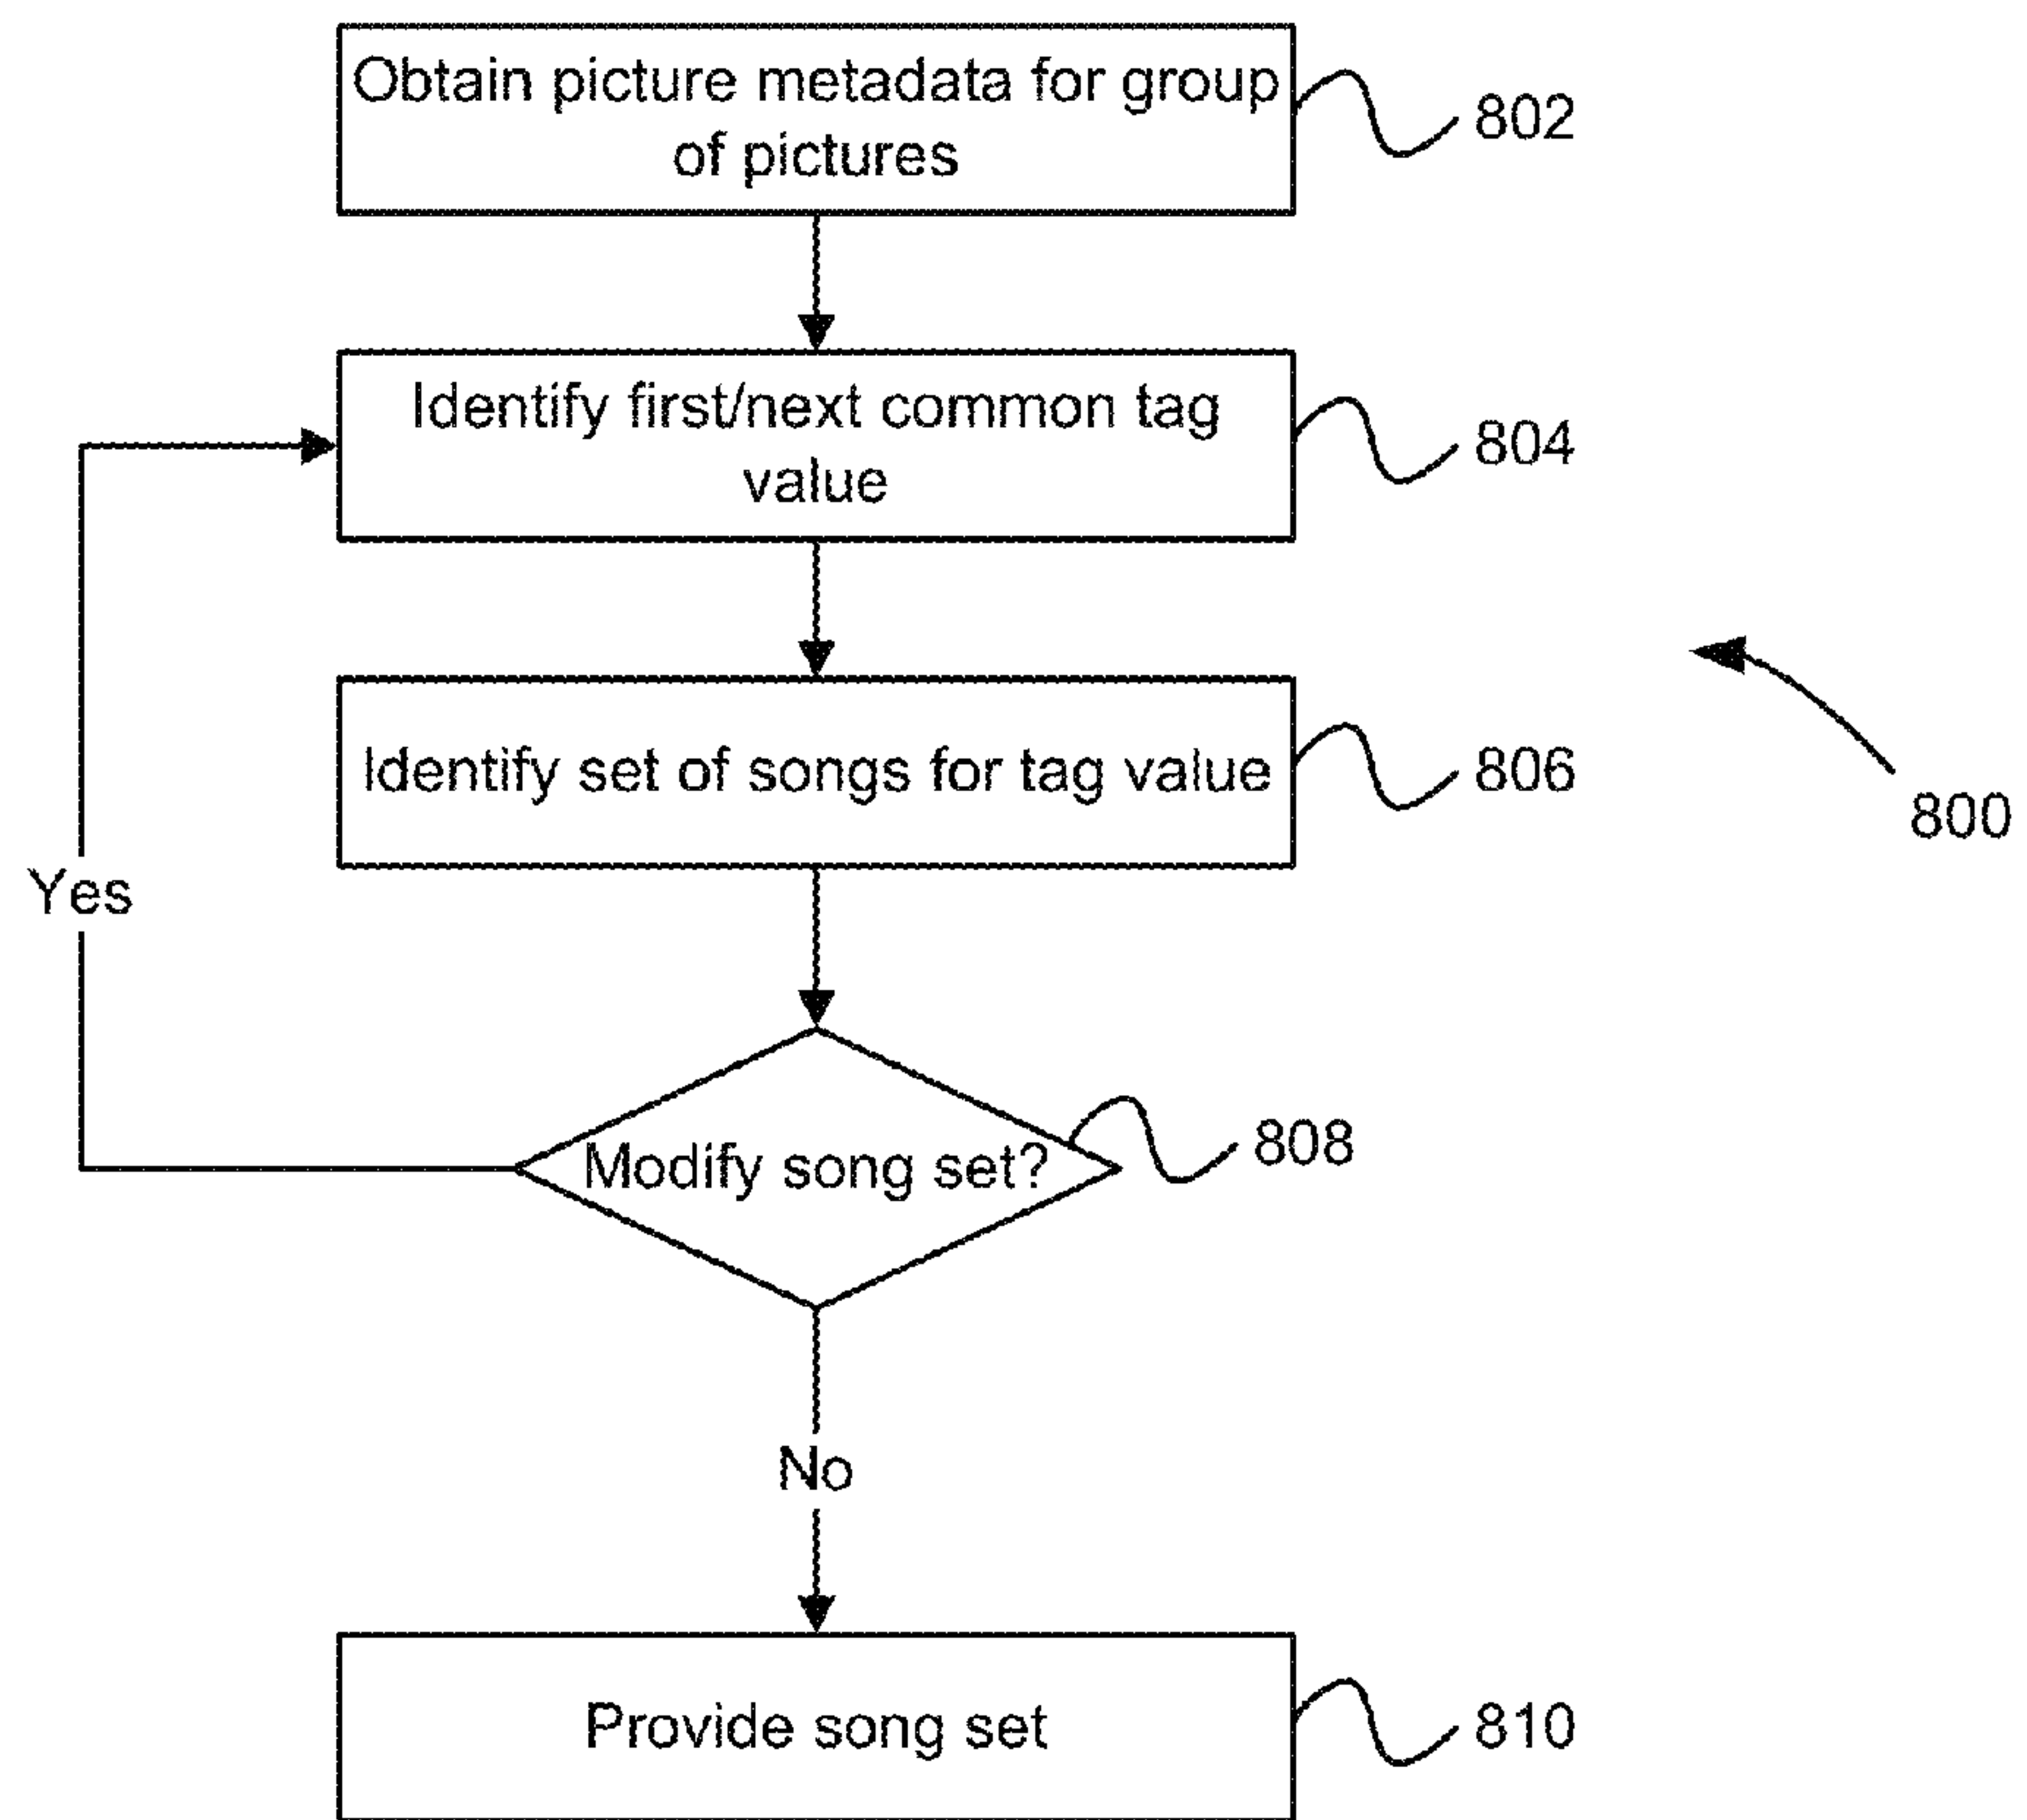 Obtain picture metadata for group
of pictures
802
Identify first/next common tag
value
804
Identify set of songs for tag value
806
800
Yes
Modify song set?
808
No
Provide song set
810